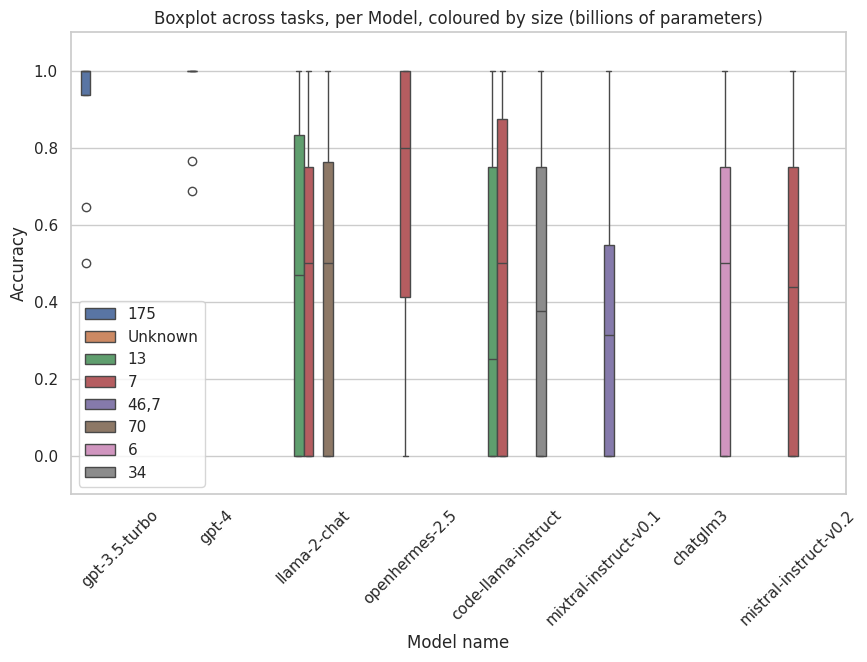 Boxplot across tasks, per Model, coloured by size (billions of parameters)
1.0
0.8
0.6
0.4
0.2
0.0
Accuracy
175
Unknown
13
7
46,7
70
6
34
gpt-3.5-turbo
gpt-4
llama-2-chat
openhermes-2.5
code-llama-instruct
mixtral-instruct-v0.1
chatglm3
mistral-instruct-v0.2
Model name